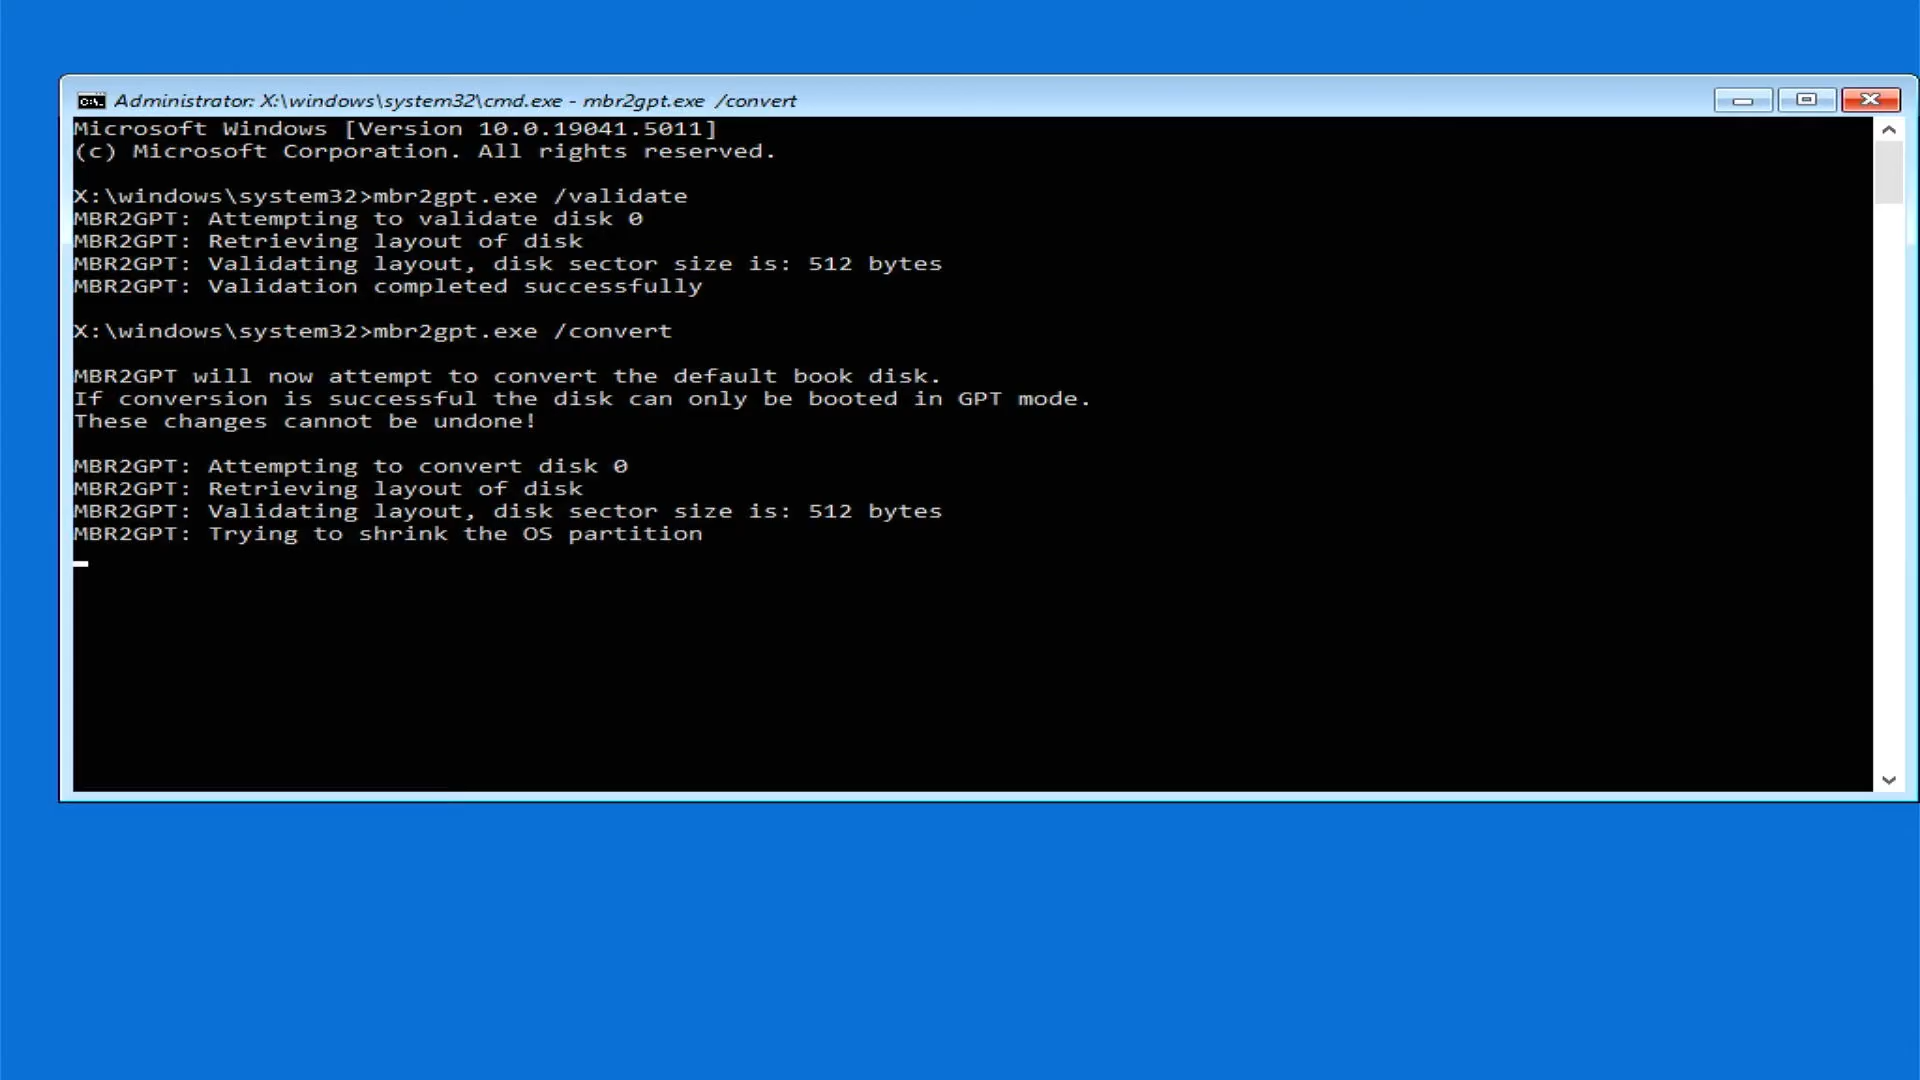 Administrator: X:\windows\system32\cmd.exe - mbr2gpt.exe /convert
Microsoft Windows [Version 10.0.19041.5011]
(c) Microsoft Corporation. All rights reserved.
X:\windows\system32>mbr2gpt.exe /validate
MBR2GPT: Attempting to validate disk 0
MBR2GPT: Retrieving layout of disk
MBR2GPT: Validating layout, disk sector size is: 512 bytes
MBR2GPT: Validation completed successfully
X:\windows\system32>mbr2gpt.exe /convert
MBR2GPT will now attempt to convert the default book disk.
If conversion is successful the disk can only be booted in GPT mode.
These changes cannot be undone!
MBR2GPT: Attempting to convert disk 0
MBR2GPT: Retrieving layout of disk
MBR2GPT: Validating layout, disk sector size is: 512 bytes
MBR2GPT: Trying to shrink the OS partition